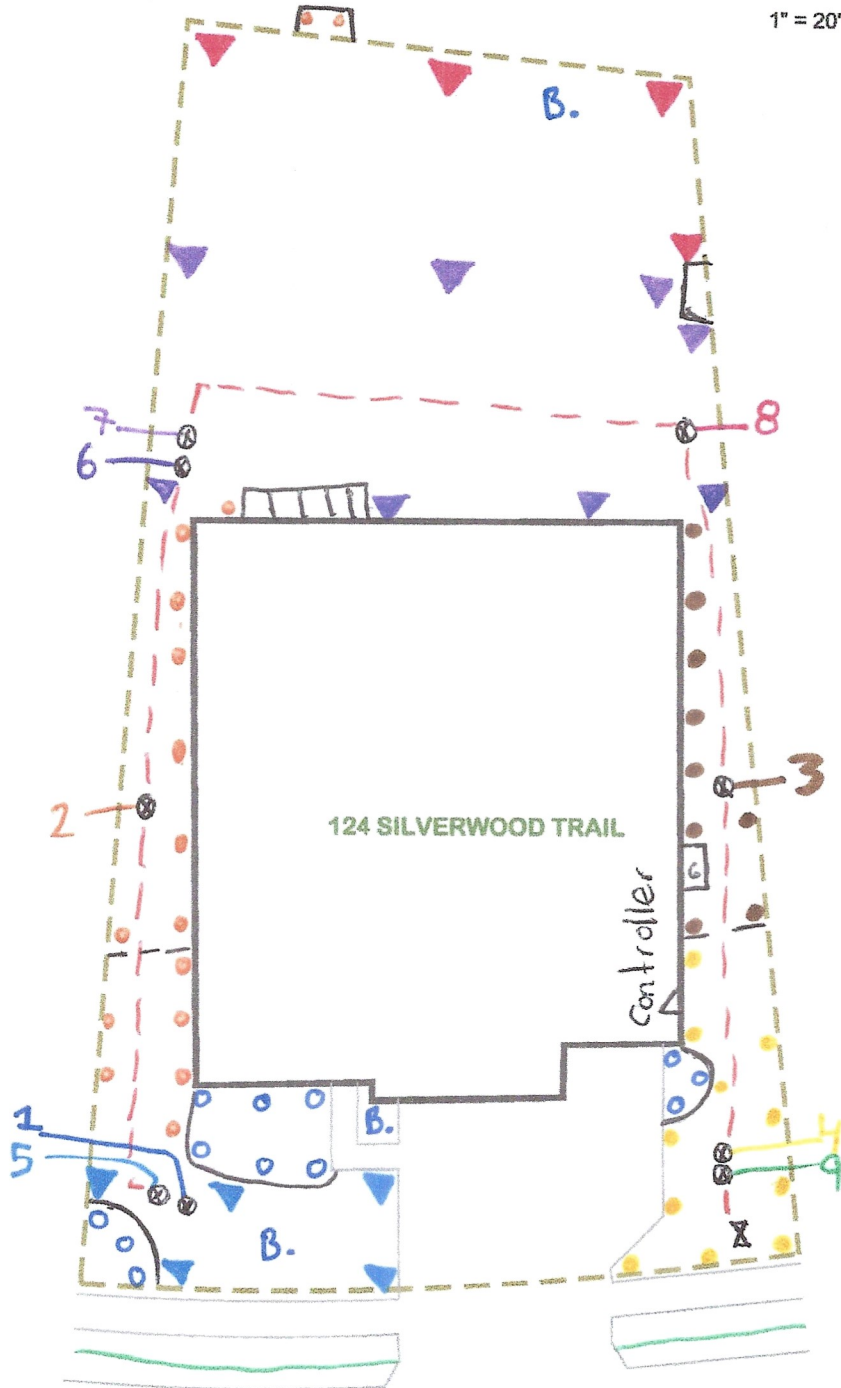 1" = 20'
B.
7
8
6
2
3
124 SILVERWOOD TRAIL
6
Controller
1
B.
4
5
9
B.